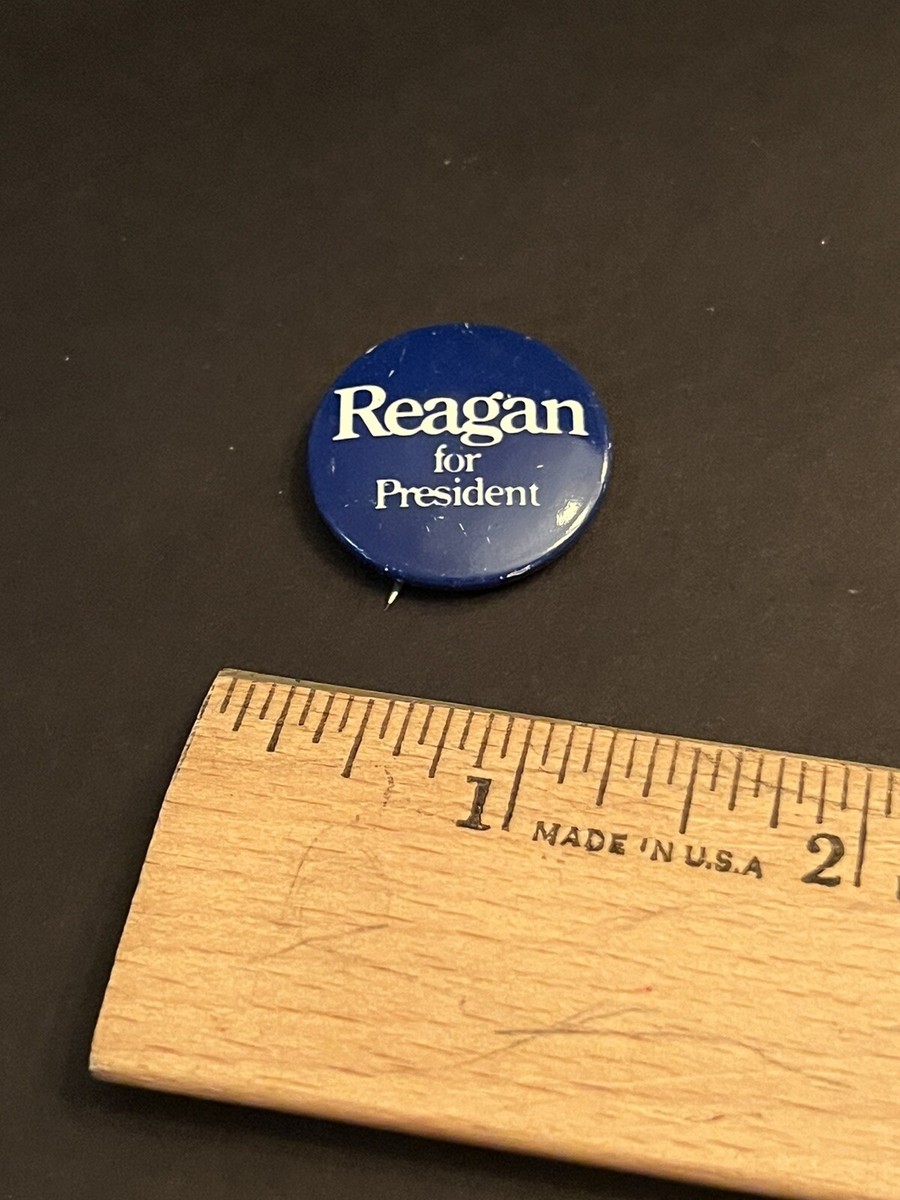 Reagan
for
President
1
MADE IN U.S.A
2